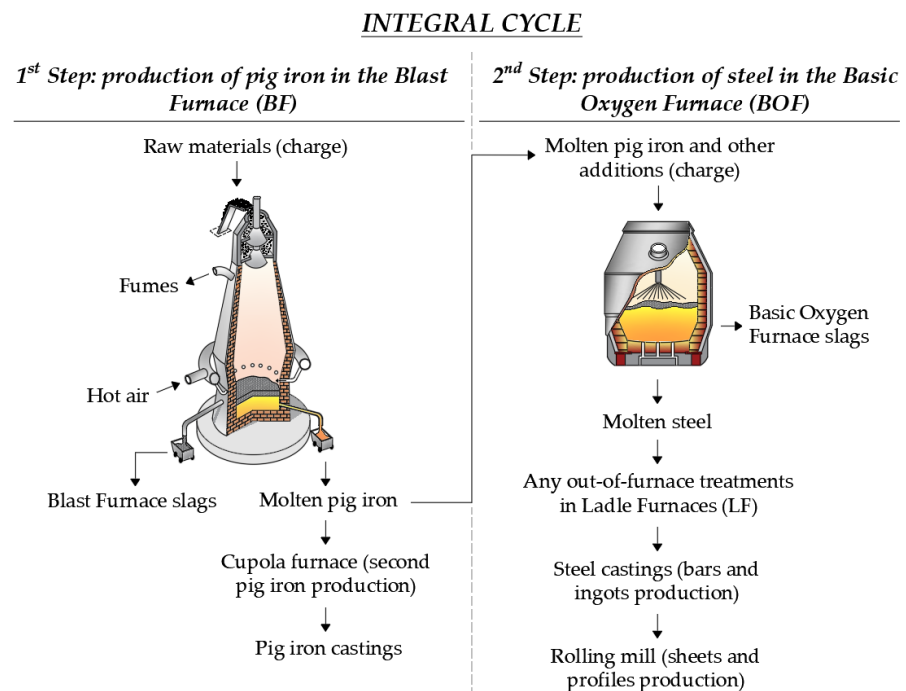 INTEGRAL CYCLE
1st Step: production of pig iron in the Blast
Furnace (BF)
Raw materials (charge)
Fumes
Hot air
Blast Furnace slags
Molten pig iron
Cupola furnace (second
pig iron production)
Pig iron castings
2nd Step: production of steel in the Basic
Oxygen Furnace (BOF)
Molten pig iron and other
additions (charge)
Basic Oxygen
Furnace slags
Molten steel
Any out-of-furnace treatments
in Ladle Furnaces (LF)
Steel castings (bars and
ingots production)
Rolling mill (sheets and
profiles production)